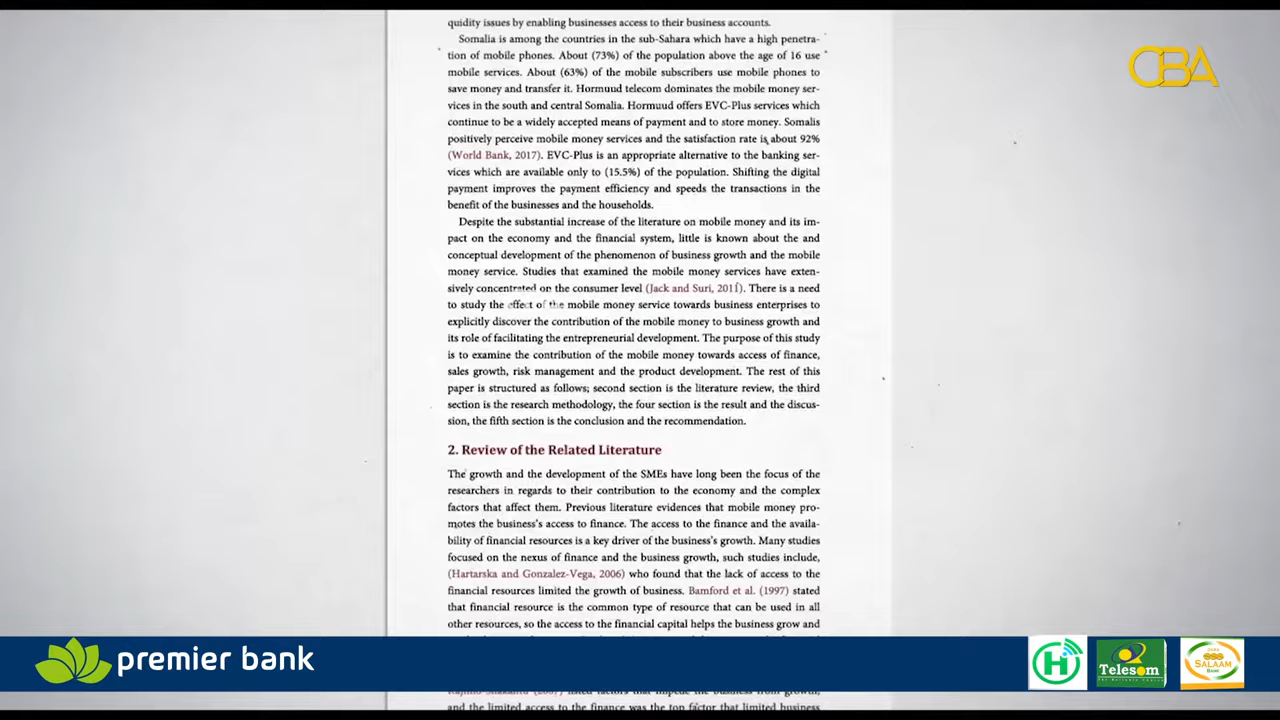 quidity issues by enabling businesses access to their business accounts.
Somalia is among the countries in the sub-Sahara which have a high penetra-
tion of mobile phones. About (73%) of the population above the age of 16 use
mobile services. About (63%) of the mobile subscribers use mobile phones to
save money and transfer it. Hormuud telecom dominates the mobile money ser-
vices in the south and central Somalia. Hormuud offers EVC-Plus services which
continue to be a widely accepted means of payment and to store money. Somalis
positively perceive mobile money services and the satisfaction rate is about 92%
(World Bank, 2017). EVC-Plus is an appropriate alternative to the banking ser-
vices which are available only to (15.5%) of the population. Shifting the digital
payment improves the payment efficiency and speeds the transactions in the
benefit of the businesses and the households.
Despite the substantial increase of the literature on mobile money and its im-
pact on the economy and the financial system, little is known about the and
conceptual development of the phenomenon of business growth and the mobile
money service. Studies that examined the mobile money services have exten-
sively concentrated on the consumer level (Jack and Suri, 2011). There is a need
to study the effect of the mobile money service towards business enterprises to
explicitly discover the contribution of the mobile money to business growth and
its role of facilitating the entrepreneurial development. The purpose of this study
is to examine the contribution of the mobile money towards access of finance,
sales growth, risk management and the product development. The rest of this
paper is structured as follows; second section is the literature review, the third
section is the research methodology, the four section is the result and the discus-
sion, the fifth section is the conclusion and the recommendation.
2. Review of the Related Literature
The growth and the development of the SMEs have long been the focus of the
researchers in regards to their contribution to the economy and the complex
factors that affect them. Previous literature evidences that mobile money pro-
motes the business's access to finance. The access to the finance and the availa-
bility of financial resources is a key driver of the business's growth. Many studies
focused on the nexus of finance and the business growth, such studies include,
(Hartarska and Gonzalez-Vega, 2006) who found that the lack of access to the
financial resources limited the growth of business. Bamford et al. (1997) stated
that financial resource is the common type of resource that can be used in all
other resources, so the access to the financial capital helps the business grow and
listed factors that impede the business from growth,
and the limited access to the finance was the top factor that limited business
CBA
premier bank
H
Telesom
SALAAM
BANK